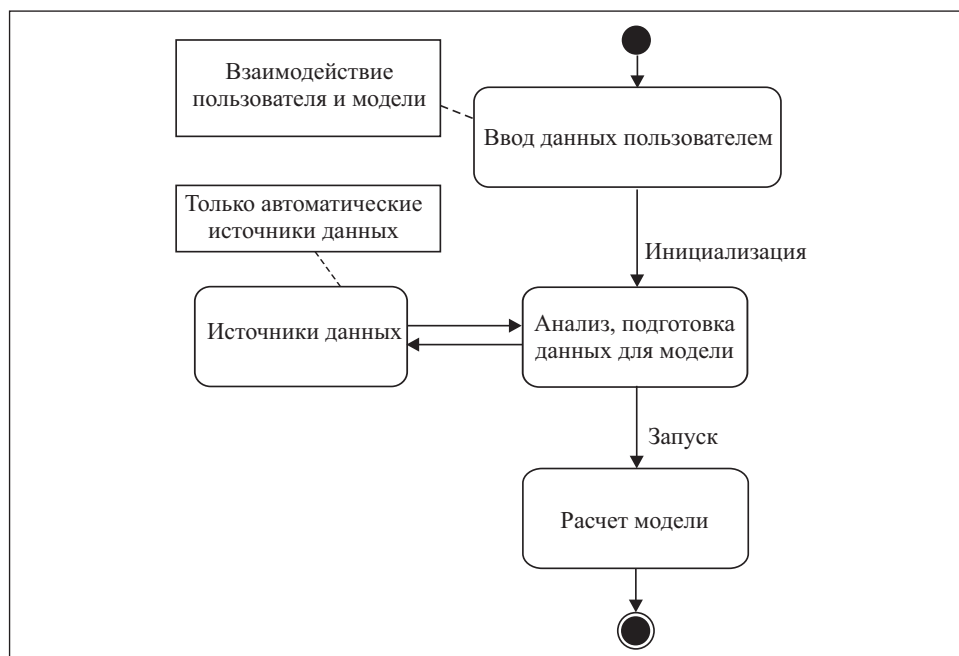 Взаимодействие
пользователя и модели
Ввод данных пользователем
Только автоматические
источники данных
Инициализация
Источники данных
Анализ, подготовка
данных для модели
Запуск
Расчет модели